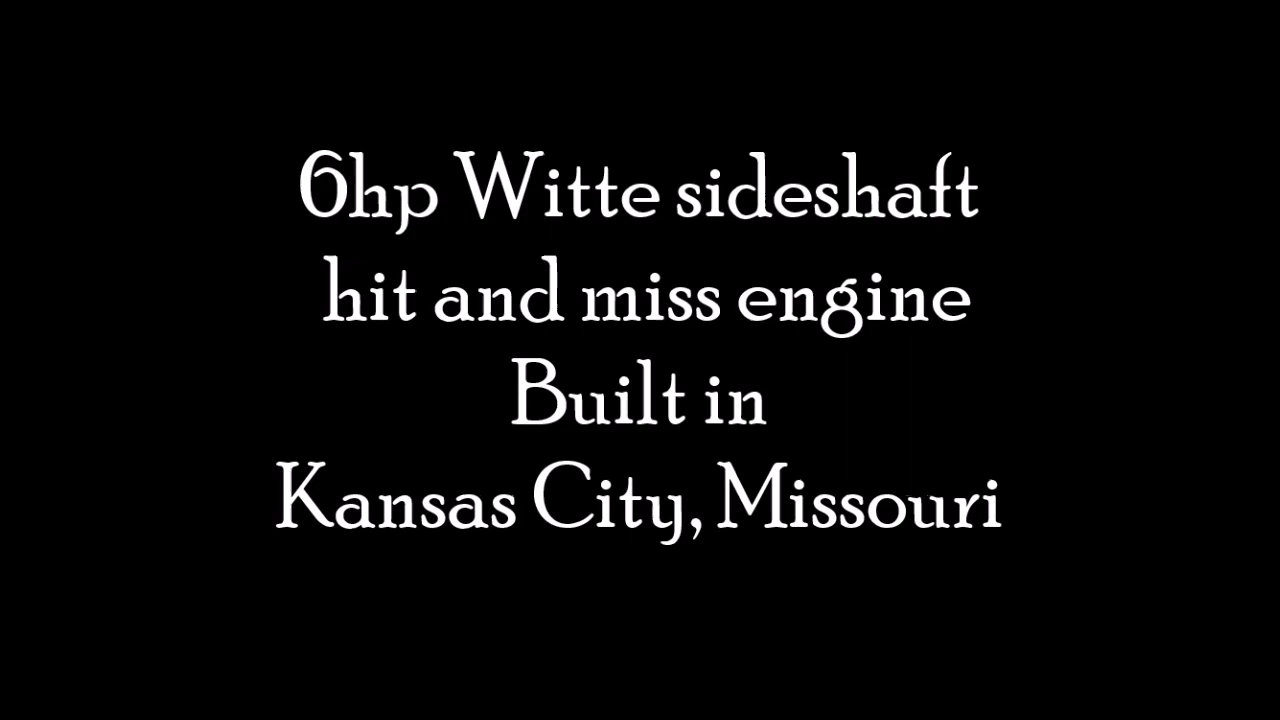 6hp Witte sideshaft
hit and miss engine
Built in
Kansas City, Missouri